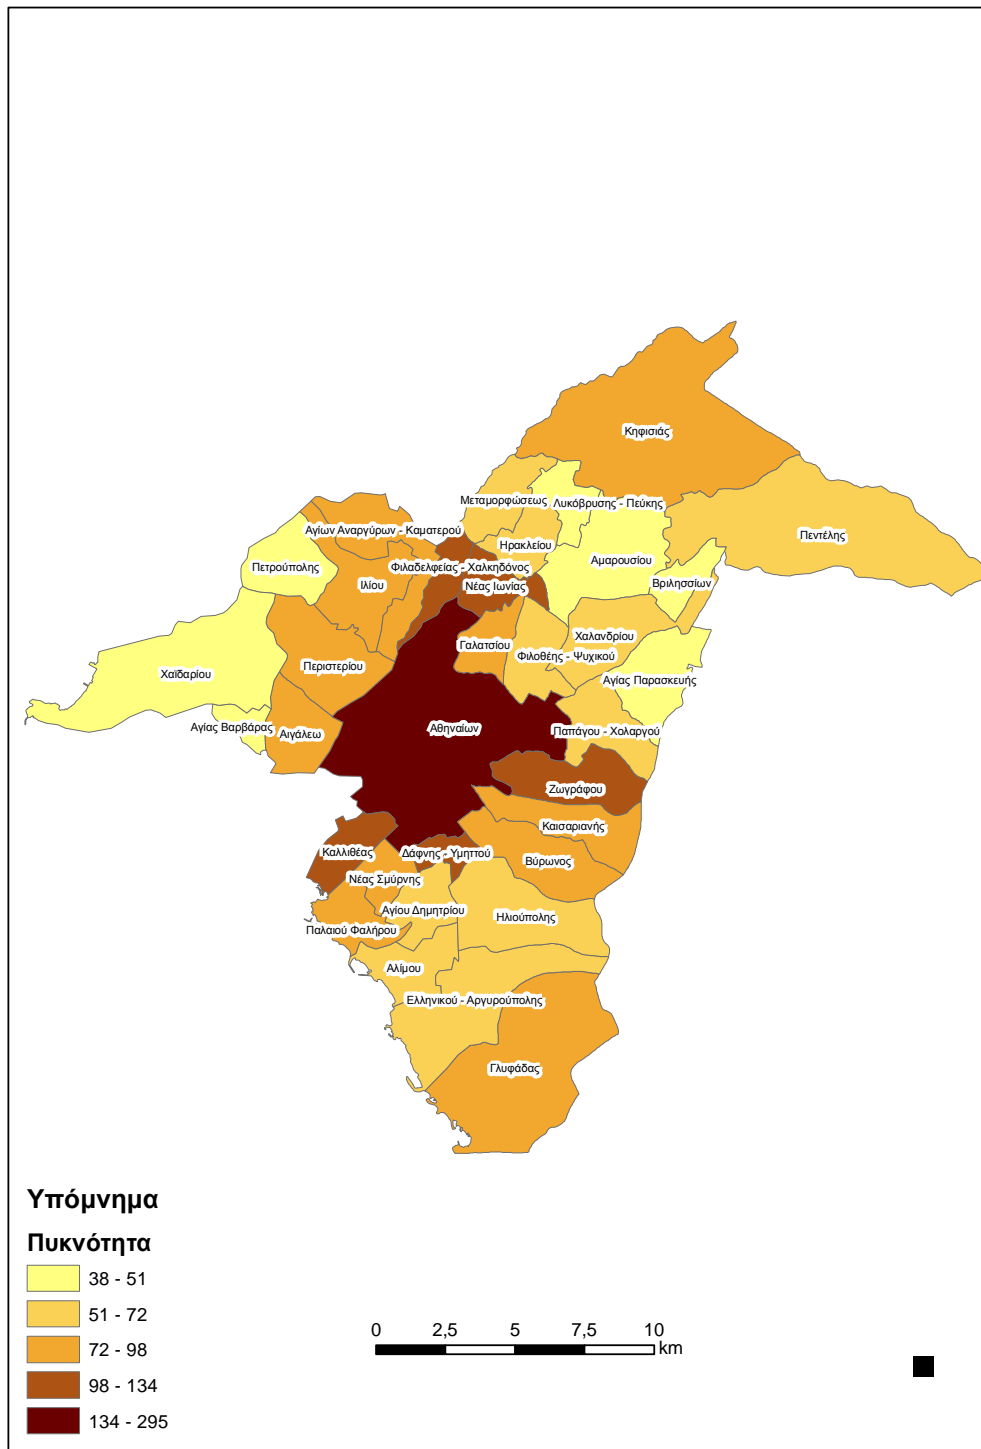 Κηφισιάς
Μεταμορφώσεως
Λυκόβρυσης - Πεύκης
Αγίων Αναργύρων - Καματερού
Πεντέλης
Ηρακλείου
Αμαρουσίου
Πετρούπολης
Φιλαδελφείας - Χαλκηδόνος
Βριλησσίων
Ιλίου
Νέας Ιωνίας
Χαλανδρίου
Γαλατσίου
Φιλοθέης - Ψυχικού
Περιστερίου
Χαϊδαρίου
Αγίας Παρασκευής
Αγίας Βαρβάρας
Αθηναίων
Παπάγου - Χολαργού
Αιγάλεω
Ζωγράφου
Καισαριανής
Καλλιθέας
Δάφνης - Υμηττού
Βύρωνος
Νέας Σμύρνης
Αγίου Δημητρίου
Ηλιούπολης
Παλαιού Φαλήρου
Αλίμου
Ελληνικού - Αργυρούπολης
Γλυφάδας
Υπόμνημα
Πυκνότητα
38 - 51
51 - 72
72 - 98
98 - 134
134 - 295
0 2,5 5 7,5 10
km